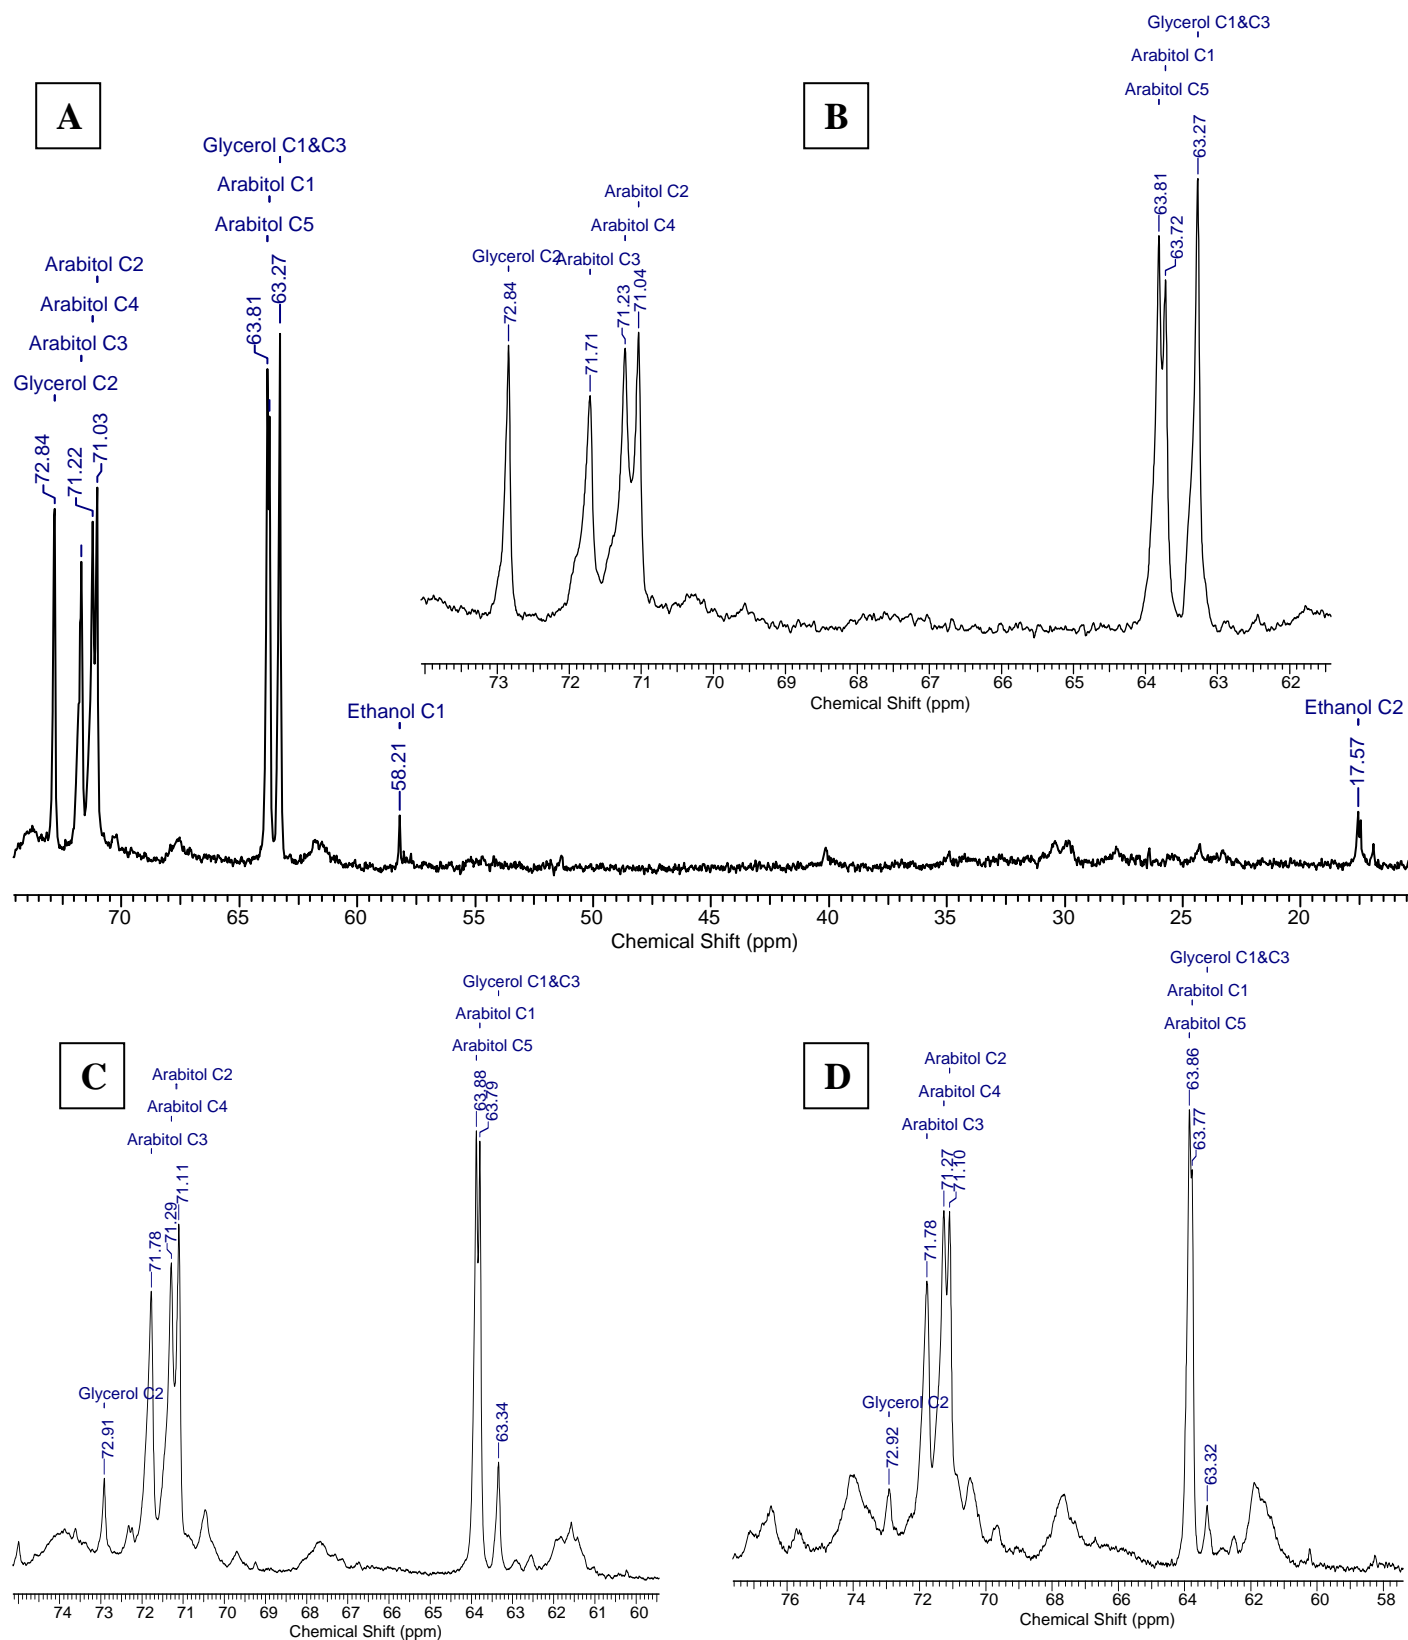 A
Glycerol C1&C3
Arabitol C1
Arabitol C5
Arabitol C2
Arabitol C4
Arabitol C3
Glycerol C2
72.84
71.22
71.03
63.81
63.27
Ethanol C1
58.21
Ethanol C2
17.57
70 65 60 55 50 45 40 35 30 25 20
Chemical Shift (ppm)
B
Glycerol C1&C3
Arabitol C1
Arabitol C5
Arabitol C2
Arabitol C4
Glycerol C2
Arabitol C3
72.84
71.71
71.23
71.04
63.81
63.72
63.27
73 72 71 70 69 68 67 66 65 64 63 62
Chemical Shift (ppm)
C
Glycerol C1&C3
Arabitol C1
Arabitol C5
Arabitol C2
Arabitol C4
Arabitol C3
Glycerol C2
72.91
71.78
71.29
71.11
63.88
63.79
63.34
74 73 72 71 70 69 68 67 66 65 64 63 62 61 60
Chemical Shift (ppm)
D
Glycerol C1&C3
Arabitol C1
Arabitol C5
Arabitol C2
Arabitol C4
Arabitol C3
Glycerol C2
72.92
71.78
71.27
71.10
63.86
63.77
63.32
76 74 72 70 68 66 64 62 60 58
Chemical Shift (ppm)